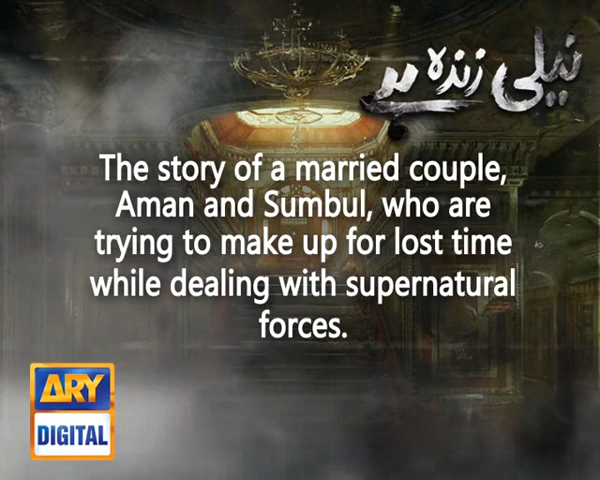 نیلی زندہ ہے
The story of a married couple,
Aman and Sumbul, who are
trying to make up for lost time
while dealing with supernatural
forces.
ARY
DIGITAL